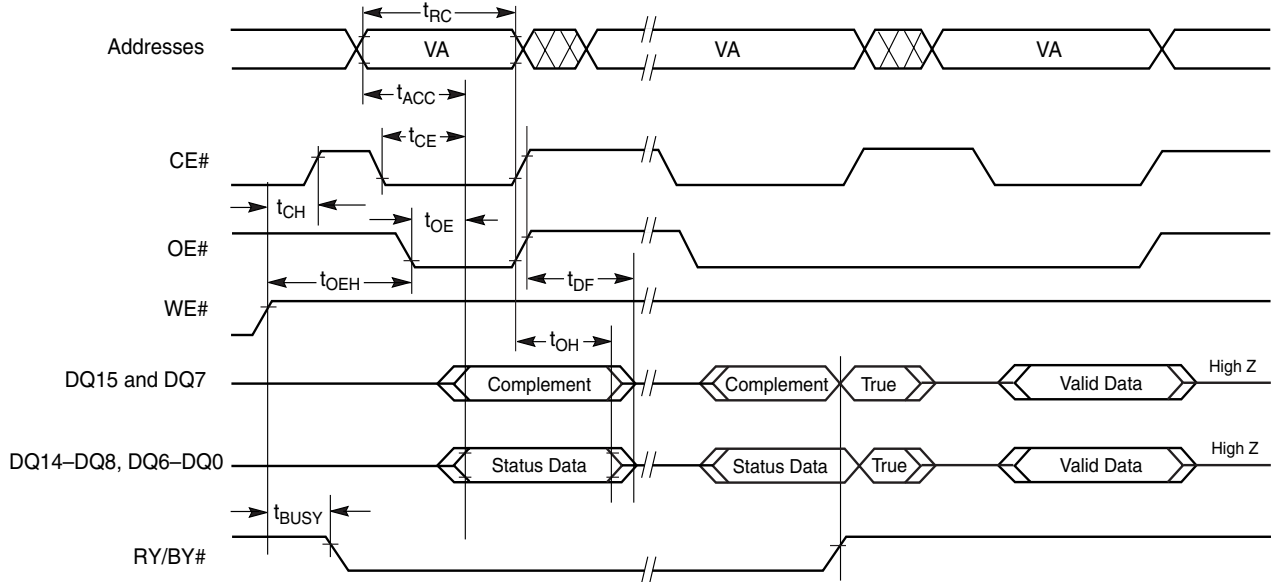 tRC
Addresses VA VA VA
tACC
tCE
CE#
tCH tOE
OE#
tOEH tDF
WE#
tOH
DQ15 and DQ7 Complement Complement True Valid Data High Z
DQ14–DQ8, DQ6–DQ0 Status Data Status Data True Valid Data High Z
tBUSY
RY/BY#